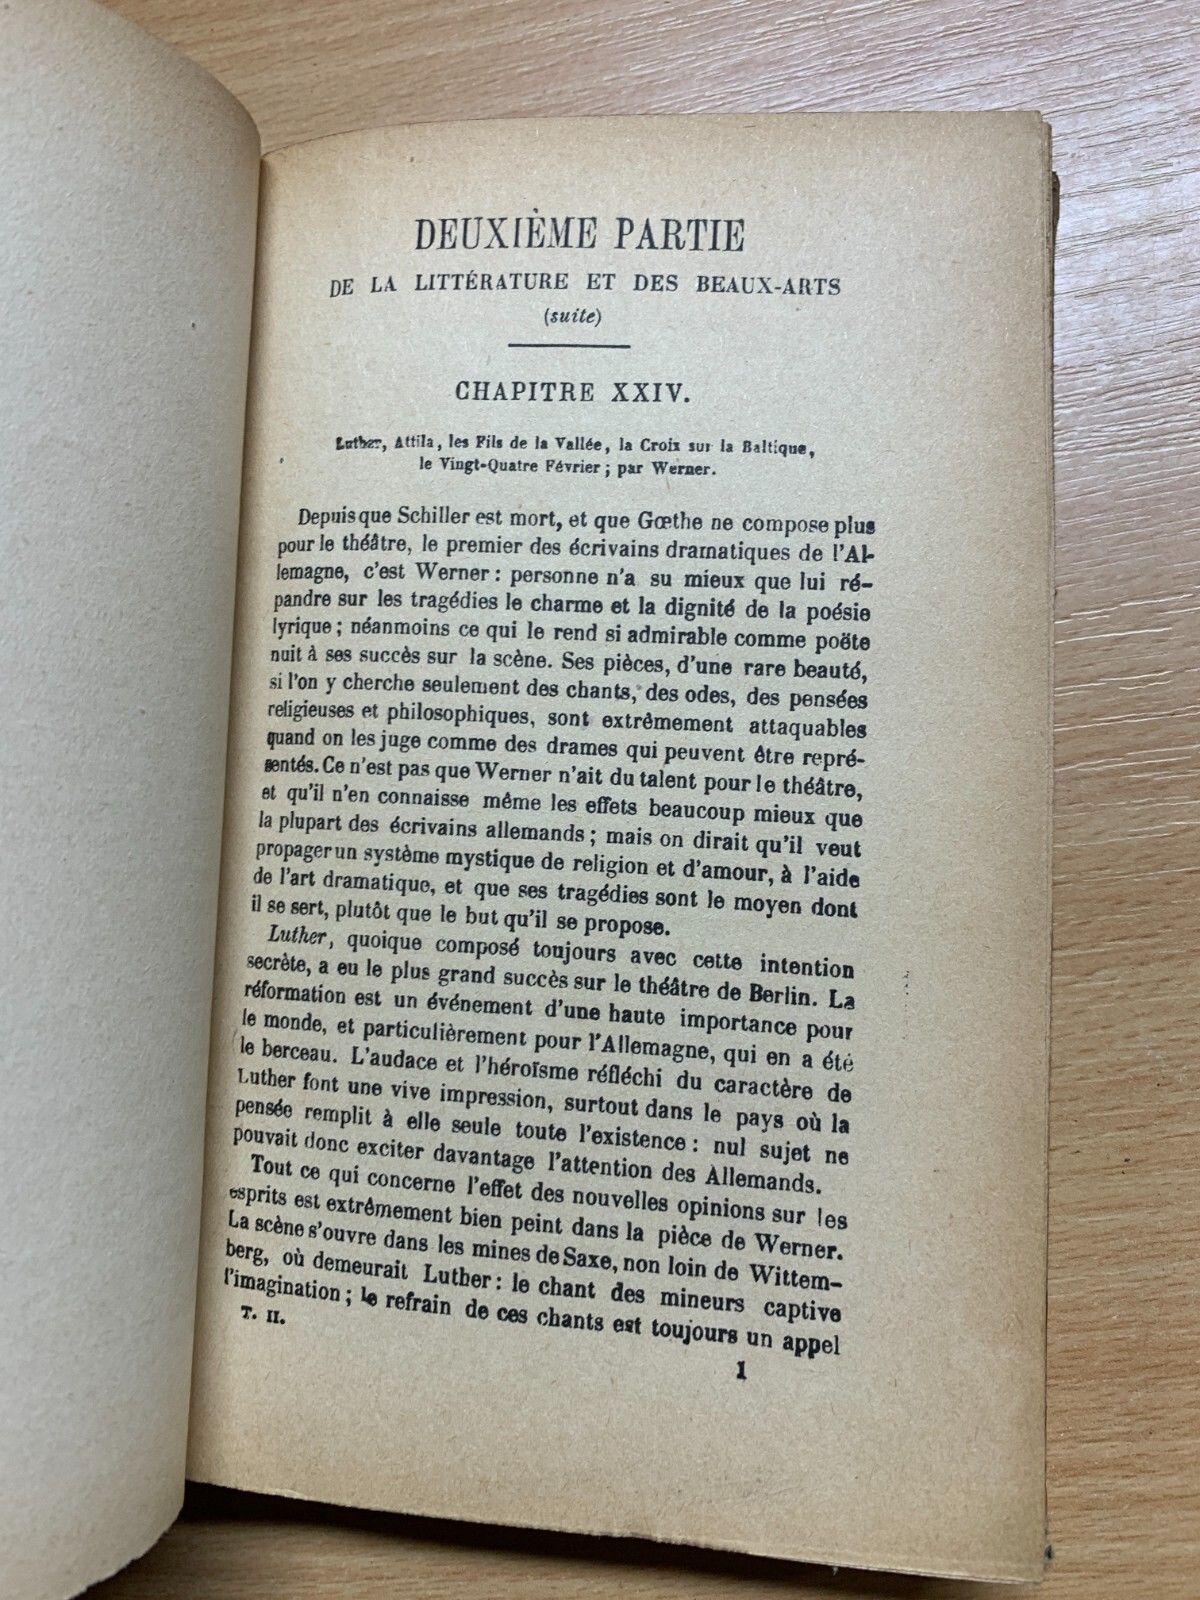 DEUXIÈME PARTIE
DE LA LITTÉRATURE ET DES BEAUX-ARTS
(suite)
CHAPITRE XXIV.
Luther, Attila, les Fils de la Vallée, la Croix sur la Baltique,
le Vingt-Quatre Février; par Werner.
Depuis que Schiller est mort, et que Gœthe ne compose plus
pour le théâtre, le premier des écrivains dramatiques de l'Al-
lemagne, c'est Werner : personne n'a su mieux que lui ré-
pandre sur les tragédies le charme et la dignité de la poésie
lyrique ; néanmoins ce qui le rend si admirable comme poëte
nuit à ses succès sur la scène. Ses pièces, d'une rare beauté,
si l'on y cherche seulement des chants, des odes, des pensées
religieuses et philosophiques, sont extrêmement attaquables
quand on les juge comme des drames qui peuvent être repré-
sentés. Ce n'est pas que Werner n'ait du talent pour le théâtre,
et qu'il n'en connaisse même les effets beaucoup mieux que
la plupart des écrivains allemands ; mais on dirait qu'il veut
propager un système mystique de religion et d'amour, à l'aide
de l'art dramatique, et que ses tragédies sont le moyen dont
il se sert, plutôt que le but qu'il se propose.
Luther, quoique composé toujours avec cette intention
secrète, a eu le plus grand succès sur le théâtre de Berlin. La
réformation est un événement d'une haute importance pour
le monde, et particulièrement pour l'Allemagne, qui en a été
le berceau. L'audace et l'héroïsme réfléchi du caractère de
Luther font une vive impression, surtout dans le pays où la
pensée remplit à elle seule toute l'existence : nul sujet ne
pouvait donc exciter davantage l'attention des Allemands.
Tout ce qui concerne l'effet des nouvelles opinions sur les
esprits est extrêmement bien peint dans la pièce de Werner.
La scène s'ouvre dans les mines de Saxe, non loin de Wittem-
berg, où demeurait Luther : le chant des mineurs captive
l'imagination ; le refrain de ces chants est toujours un appel
T. II.
1